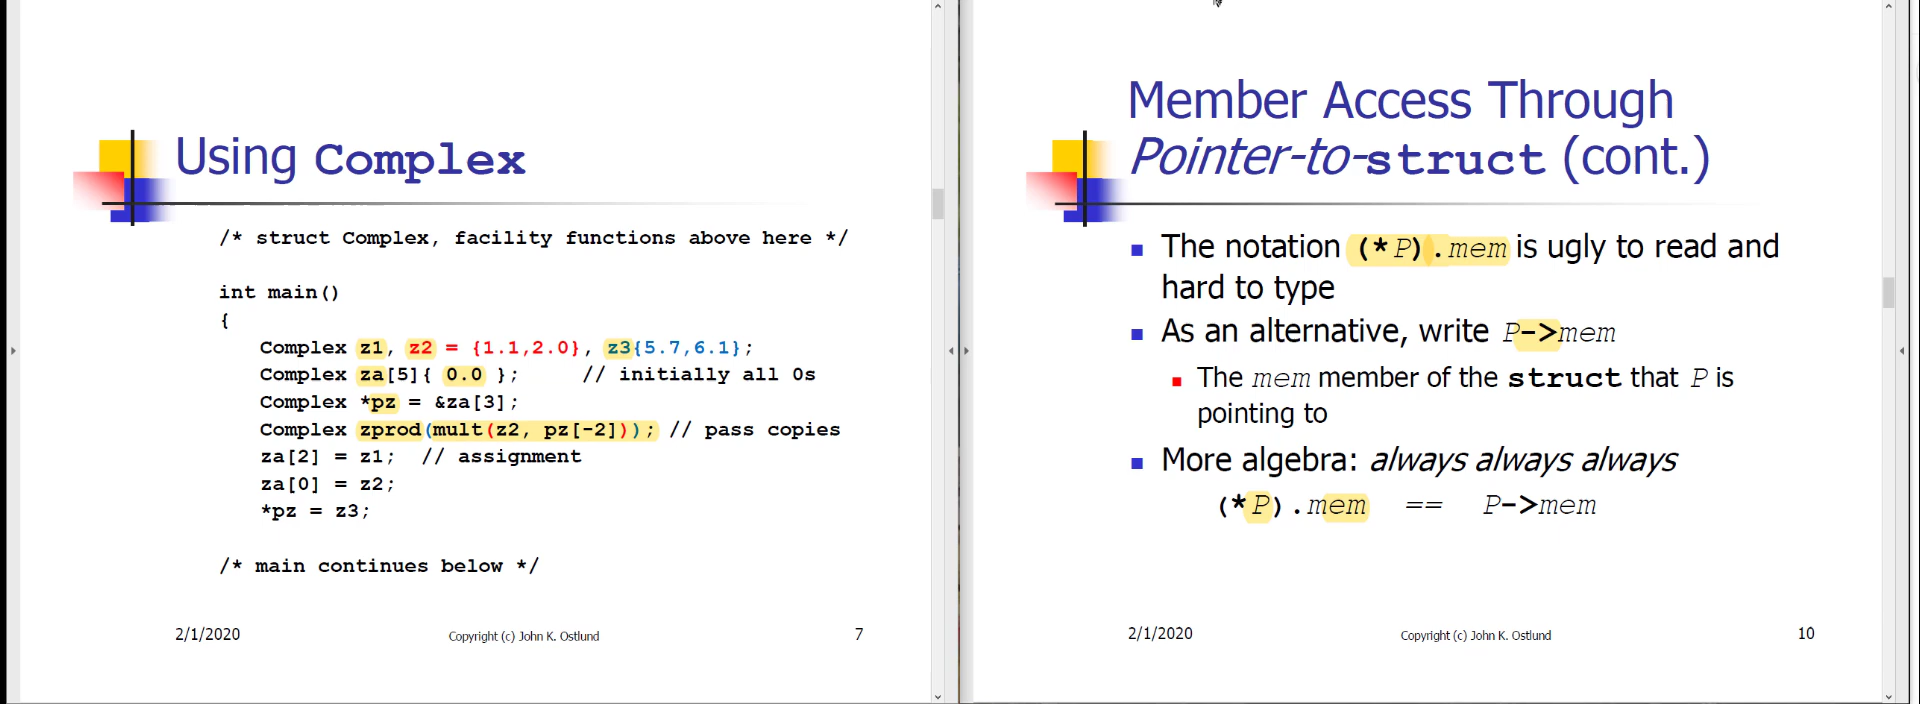 Using Complex
/* struct Complex, facility functions above here */
int main()
{
Complex z1, z2 = {1.1,2.0}, z3{5.7,6.1};
Complex za[5]{ 0.0 }; // initially all 0s
Complex *pz = &za[3];
Complex zprod(mult(z2, pz[-2])); // pass copies
za[2] = z1; // assignment
za[0] = z2;
*pz = z3;
/* main continues below */
2/1/2020 Copyright (c) John K. Ostlund 7
Member Access Through
Pointer-to-struct (cont.)
The notation (*P).mem is ugly to read and
hard to type
As an alternative, write P->mem
The mem member of the struct that P is
pointing to
More algebra: always always always
(*P).mem == P->mem
2/1/2020 Copyright (c) John K. Ostlund 10